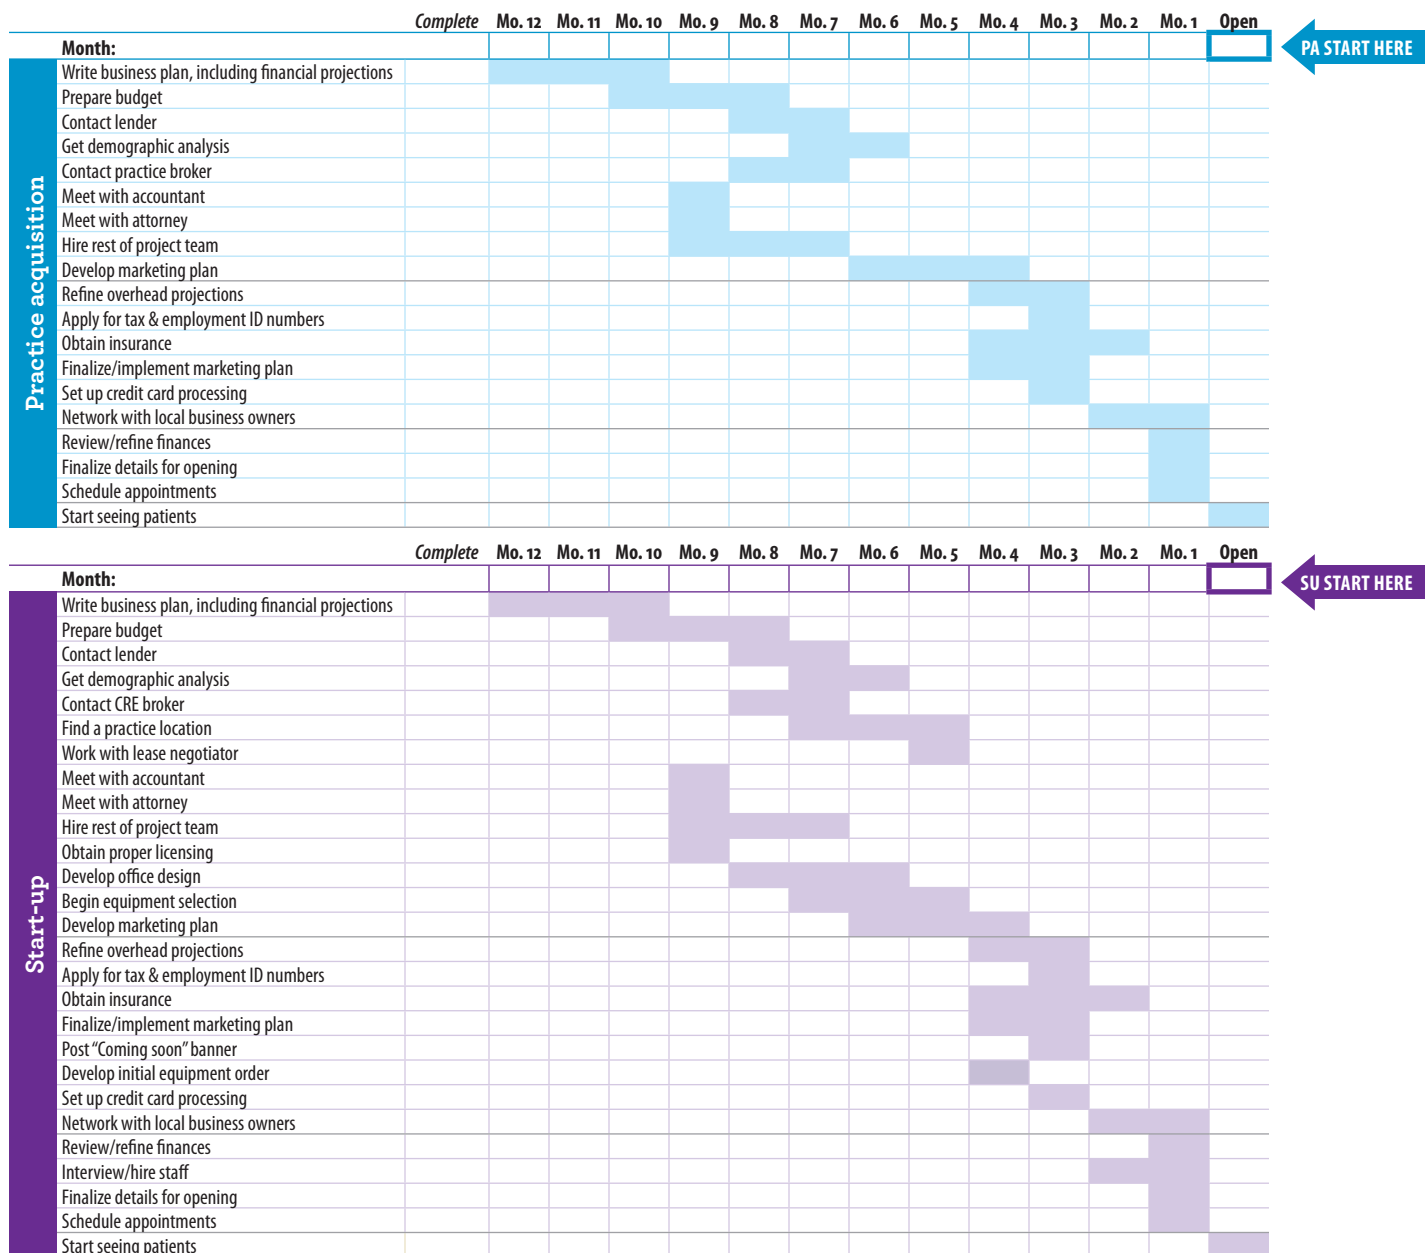 Complete Mo. 12 Mo. 11 Mo. 10 Mo. 9 Mo. 8 Mo. 7 Mo. 6 Mo. 5 Mo. 4 Mo. 3 Mo. 2 Mo. 1 Open
Month:
PA START HERE
Practice acquisition
Write business plan, including financial projections
Prepare budget
Contact lender
Get demographic analysis
Contact practice broker
Meet with accountant
Meet with attorney
Hire rest of project team
Develop marketing plan
Refine overhead projections
Apply for tax & employment ID numbers
Obtain insurance
Finalize/implement marketing plan
Set up credit card processing
Network with local business owners
Review/refine finances
Finalize details for opening
Schedule appointments
Start seeing patients
Complete Mo. 12 Mo. 11 Mo. 10 Mo. 9 Mo. 8 Mo. 7 Mo. 6 Mo. 5 Mo. 4 Mo. 3 Mo. 2 Mo. 1 Open
Month:
SU START HERE
Start-up
Write business plan, including financial projections
Prepare budget
Contact lender
Get demographic analysis
Contact CRE broker
Find a practice location
Work with lease negotiator
Meet with accountant
Meet with attorney
Hire rest of project team
Obtain proper licensing
Develop office design
Begin equipment selection
Develop marketing plan
Refine overhead projections
Apply for tax & employment ID numbers
Obtain insurance
Finalize/implement marketing plan
Post “Coming soon” banner
Develop initial equipment order
Set up credit card processing
Network with local business owners
Review/refine finances
Interview/hire staff
Finalize details for opening
Schedule appointments
Start seeing patients